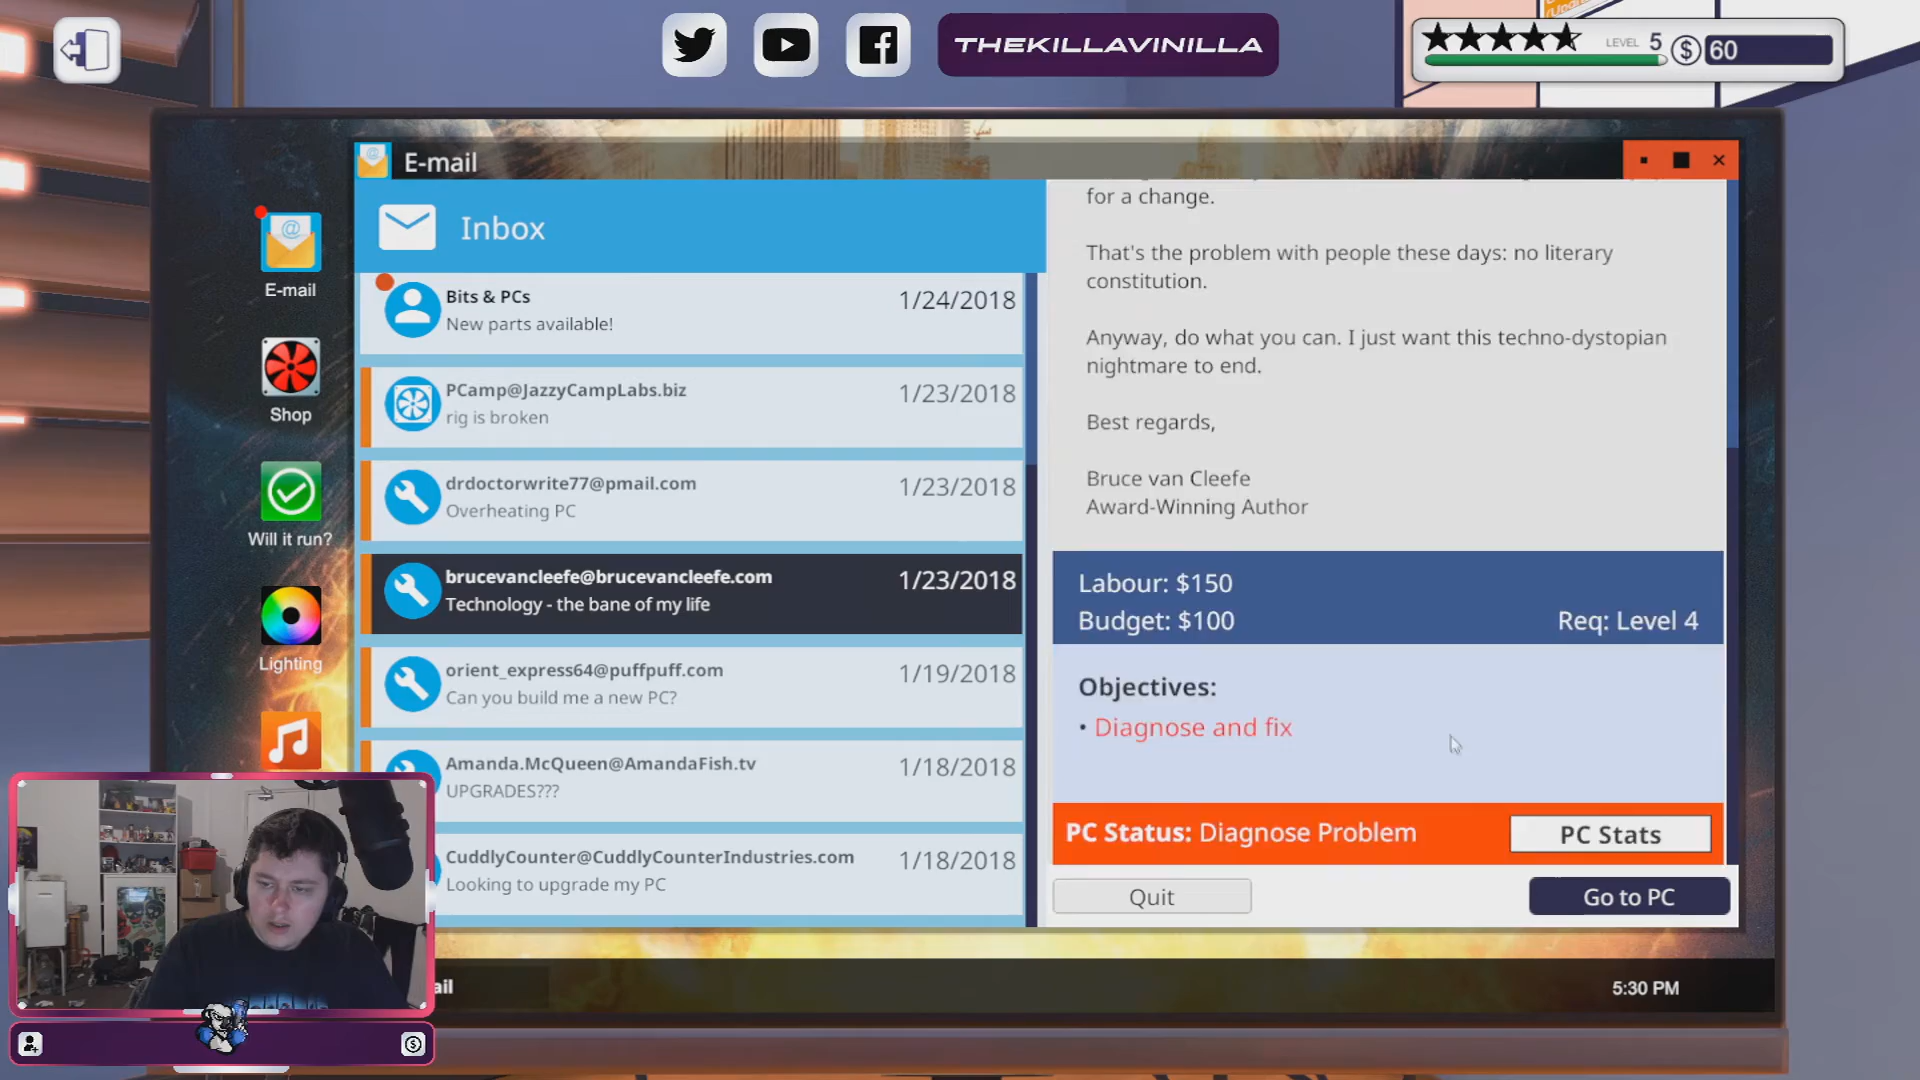 THEKILLAVINILLA
LEVEL 5
60
E-mail
Inbox
E-mail
Shop
Will it run?
Lighting
Bits & PCs
1/24/2018
New parts available!
PCamp@JazzyCampLabs.biz
1/23/2018
rig is broken
drdoctorwrite77@pmail.com
1/23/2018
Overheating PC
brucevancleefe@brucevancleefe.com
1/23/2018
Technology - the bane of my life
orient_express64@puffpuff.com
1/19/2018
Can you build me a new PC?
Amanda.McQueen@AmandaFish.tv
1/18/2018
UPGRADES???
CuddlyCounter@CuddlyCounterIndustries.com
1/18/2018
Looking to upgrade my PC
for a change.
That's the problem with people these days: no literary
constitution.
Anyway, do what you can. I just want this techno-dystopian
nightmare to end.
Best regards,
Bruce van Cleefe
Award-Winning Author
Labour: $150
Budget: $100
Req: Level 4
Objectives:
• Diagnose and fix
PC Status: Diagnose Problem
PC Stats
Quit
Go to PC
ail
5:30 PM